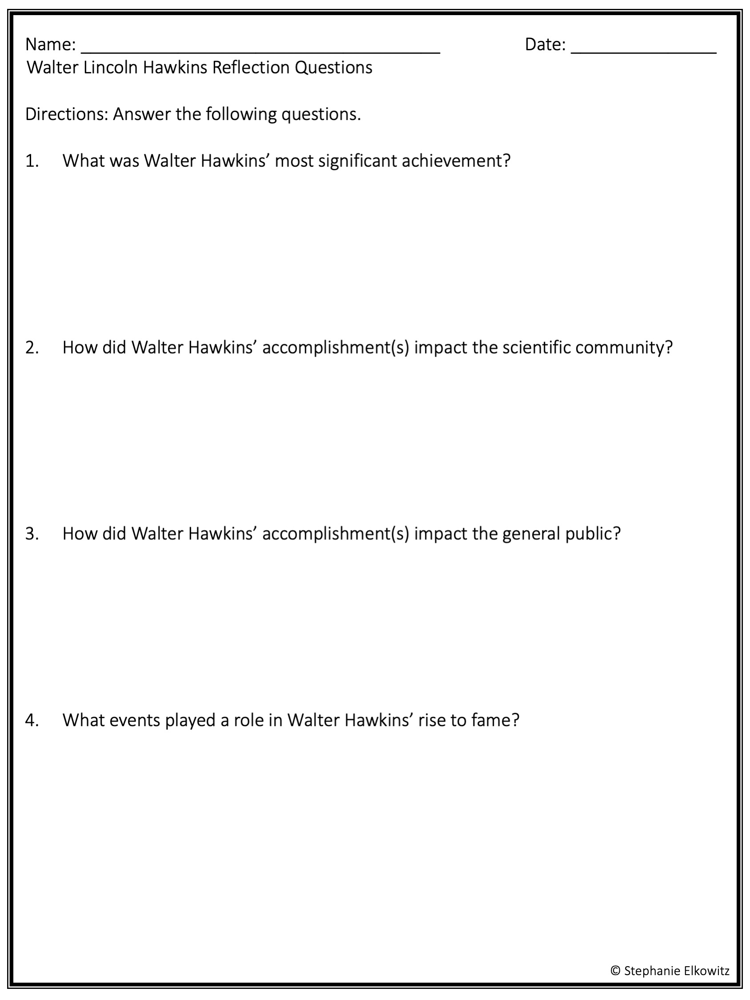 Name: _____________________________________ Date: _______________
Walter Lincoln Hawkins Reflection Questions
Directions: Answer the following questions.
1. What was Walter Hawkins’ most significant achievement?
2. How did Walter Hawkins’ accomplishment(s) impact the scientific community?
3. How did Walter Hawkins’ accomplishment(s) impact the general public?
4. What events played a role in Walter Hawkins’ rise to fame?
© Stephanie Elkowitz